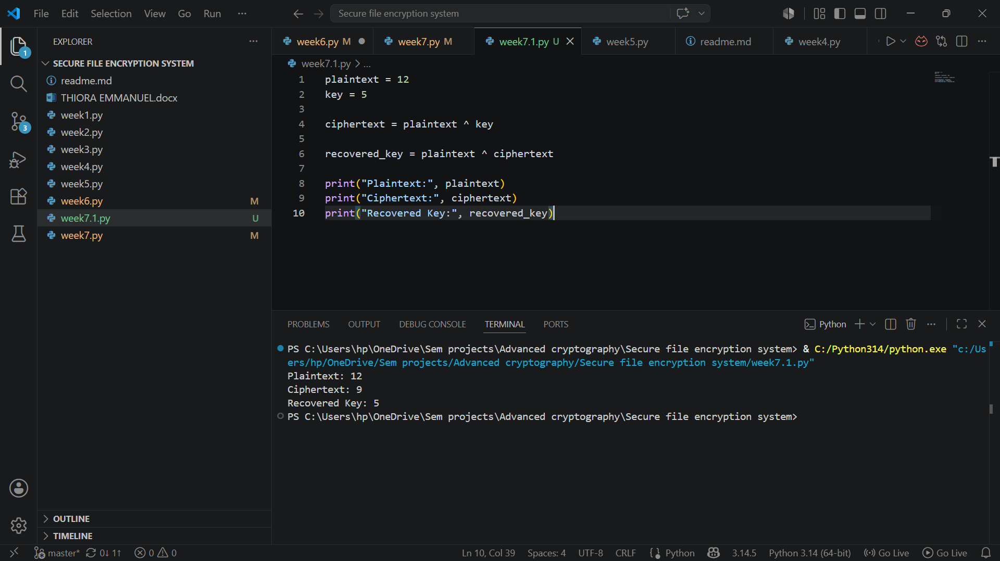 File Edit Selection View Go Run ···
Secure file encryption system
EXPLORER ···
SECURE FILE ENCRYPTION SYSTEM
readme.md
THIORA EMMANUEL.docx
week1.py
week2.py
week3.py
week4.py
week5.py
week6.py M
week7.1.py U
week7.py M
OUTLINE
TIMELINE
1
3
week6.py M
week7.py M
week7.1.py U
week5.py
readme.md
week4.py
week7.1.py > ...
1 plaintext = 12
2 key = 5
3
4 ciphertext = plaintext ^ key
5
6 recovered_key = plaintext ^ ciphertext
7
8 print("Plaintext:", plaintext)
9 print("Ciphertext:", ciphertext)
10 print("Recovered Key:", recovered_key)
PROBLEMS OUTPUT DEBUG CONSOLE TERMINAL PORTS
Python
PS C:\Users\hp\OneDrive\Sem projects\Advanced cryptography\Secure file encryption system> & C:/Python314/python.exe "c:/Us
ers/hp/OneDrive/Sem projects/Advanced cryptography/Secure file encryption system/week7.1.py"
Plaintext: 12
Ciphertext: 9
Recovered Key: 5
PS C:\Users\hp\OneDrive\Sem projects\Advanced cryptography\Secure file encryption system>
master* 0↓ 1↑ 0 0
Ln 10, Col 39 Spaces: 4 UTF-8 CRLF Python 3.14.5 Python 3.14 (64-bit) Go Live Go Live